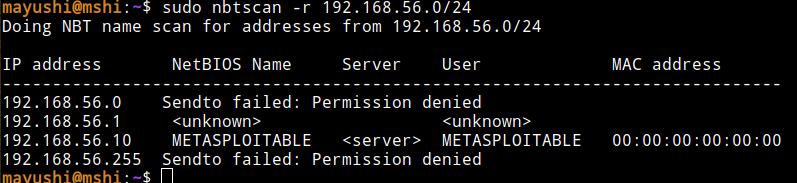 mayushi@mshi:~$ sudo nbtscan -r 192.168.56.0/24
Doing NBT name scan for addresses from 192.168.56.0/24
IP address NetBIOS Name Server User MAC address
------------------------------------------------------------------------------
192.168.56.0 Sendto failed: Permission denied
192.168.56.1 <unknown> <unknown>
192.168.56.10 METASPLOITABLE <server> METASPLOITABLE 00:00:00:00:00:00
192.168.56.255 Sendto failed: Permission denied
mayushi@mshi:~$